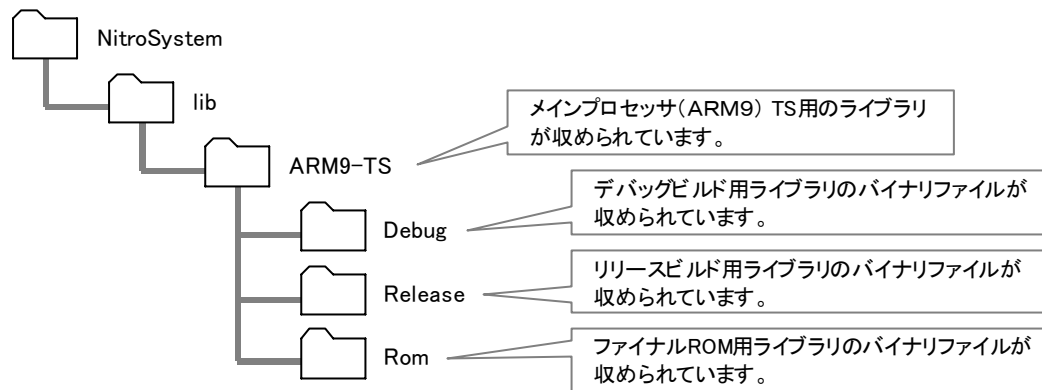 NitroSystem
lib
メインプロセッサ(ARM9) TS用のライブラリ
が収められています。
ARM9-TS
デバッグビルド用ライブラリのバイナリファイルが
収められています。
Debug
リリースビルド用ライブラリのバイナリファイルが
収められています。
Release
ファイナルROM用ライブラリのバイナリファイルが
収められています。
Rom